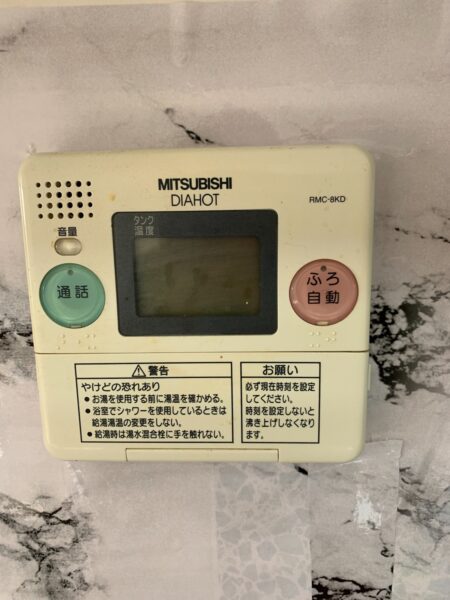 MITSUBISHI
DIAHOT
RMC-8KD
音量
タンク
温度
通話
ふろ
自動
⚠警告
やけどの恐れあり
●お湯を使用する前に湯温を確かめる。
●浴室でシャワーを使用しているときは
給湯湯温の変更をしない。
●給湯時は湯水混合栓に手を触れない。
お願い
必ず現在時刻を設定
してください。
時刻を設定しないと
沸き上げしなくなり
ます。